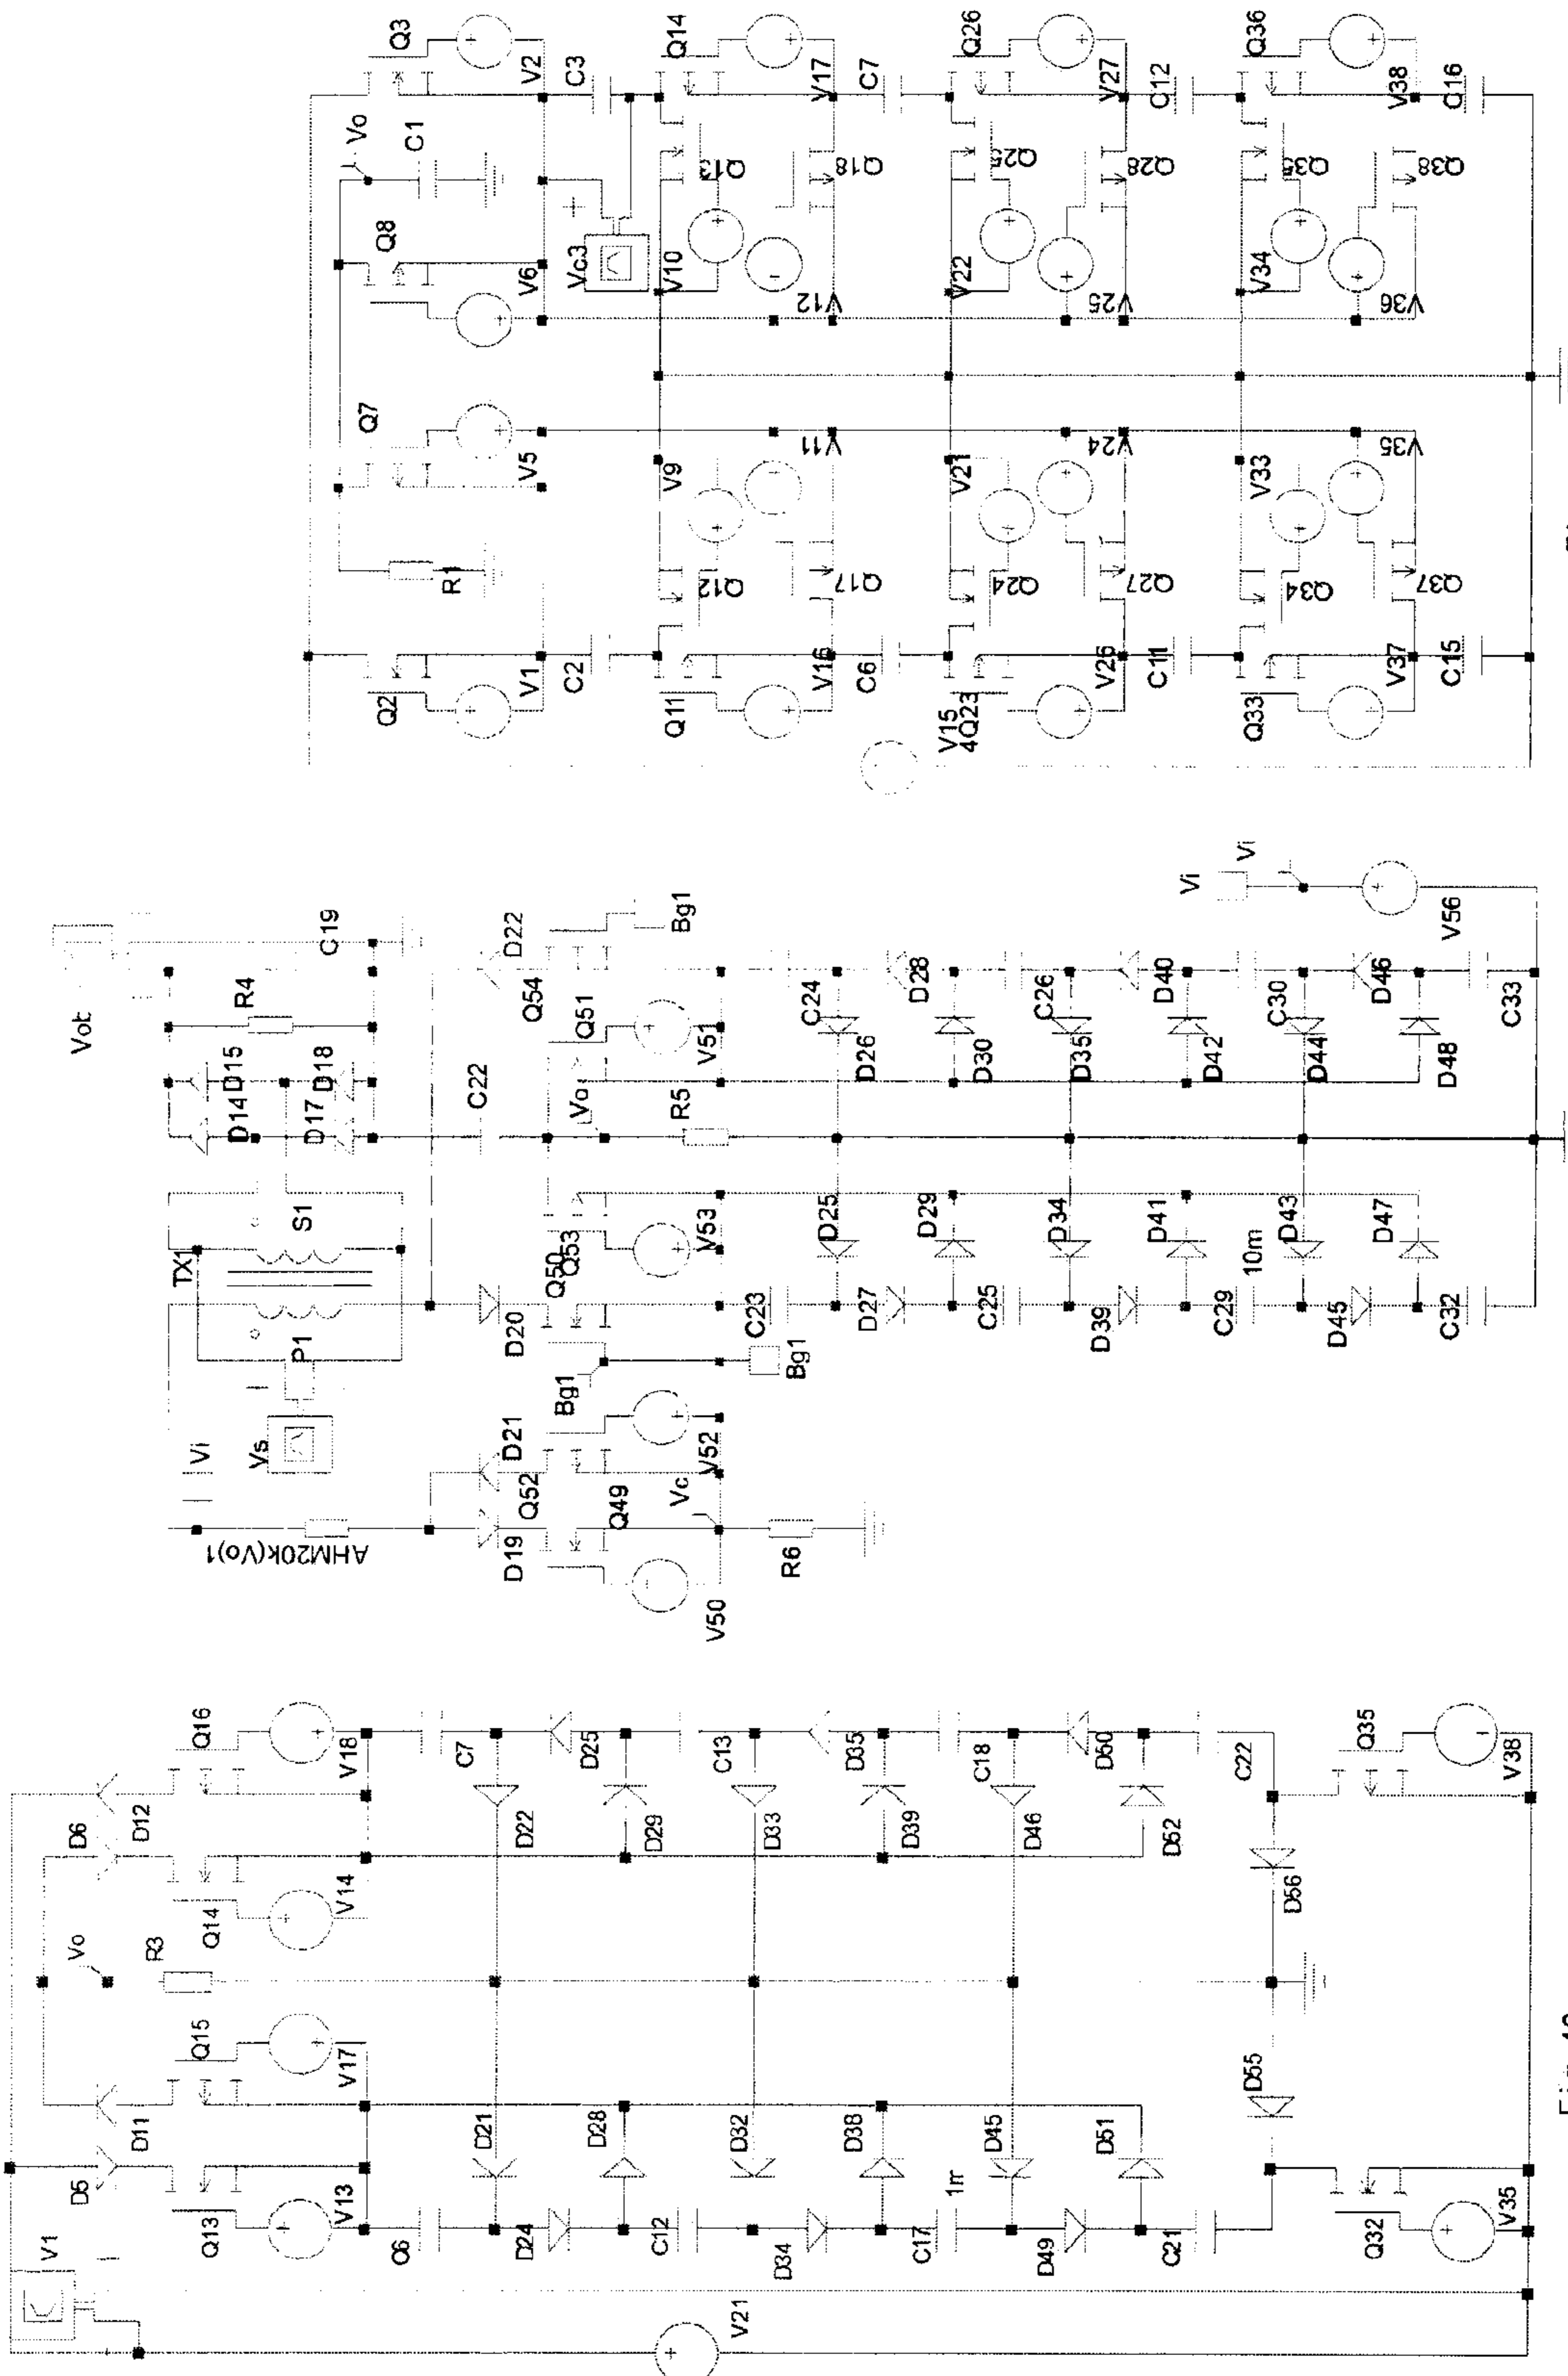 Q3
V2
C3
Vo
C1
Q8
V6
Vc3
Q7
V5
R1
Q2
V1
C2
Q14
V17
C7
Q13
Q18
V10
V12
V9
V11
Q12
Q17
Q11
V16
C6
Q26
V27
C12
Q28
V22
V25
V21
V24
Q24
Q27
V15
4Q23
V26
C11
Q36
V38
C16
Q35
Q38
V34
V36
V33
V35
Q34
Q37
Q33
V37
C15
Vot
C19
R4
D15
D18
D14
D17
C22
TX1
S1
P1
Vs
Vi
AHM20k(Vo)1
D22
Q54
Bg1
Q51
V51
Vo
R5
Q50
Q53
V53
D20
Bg1
Bg1
D21
Q52
V52
D19
Q49
Vc
V50
R6
C24
D28
C26
D40
C30
D46
C33
D26
D30
D35
D42
D44
D48
D25
D29
D34
D41
D43
D47
10m
C23
D27
C25
D39
C29
D45
C32
Vi
Vi
V56
Q16
V18
D12
D6
Q14
V14
Vo
R3
Q15
V17
D11
D5
Q13
V13
V1
V21
C7
D25
C13
D35
C18
D50
C22
D22
D29
D33
D39
D46
D52
D21
D28
D32
D38
D45
D51
C6
D24
C12
D34
C17
D49
C21
Q35
V38
D56
D55
Q32
V35